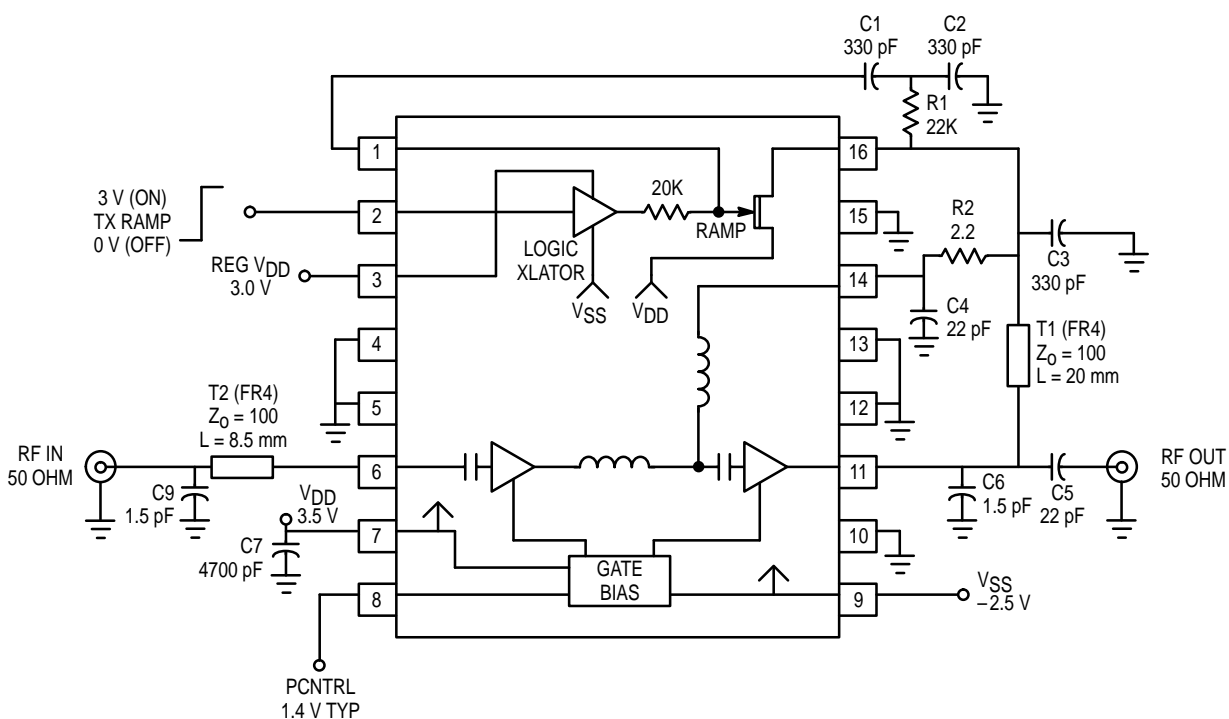 C1
330 pF
C2
330 pF
R1
22K
1
16
3 V (ON)
TX RAMP
0 V (OFF)
2
20K
RAMP
15
R2
2.2
LOGIC
XLATOR
REG VDD
3.0 V
3
VSS
VDD
14
C3
330 pF
C4
22 pF
4
13
T1 (FR4)
Zo = 100
L = 20 mm
T2 (FR4)
Zo = 100
L = 8.5 mm
5
12
RF IN
50 OHM
6
11
RF OUT
50 OHM
C9
1.5 pF
C6
1.5 pF
C5
22 pF
VDD
3.5 V
C7
4700 pF
7
10
GATE
BIAS
8
9
VSS
–2.5 V
PCNTRL
1.4 V TYP